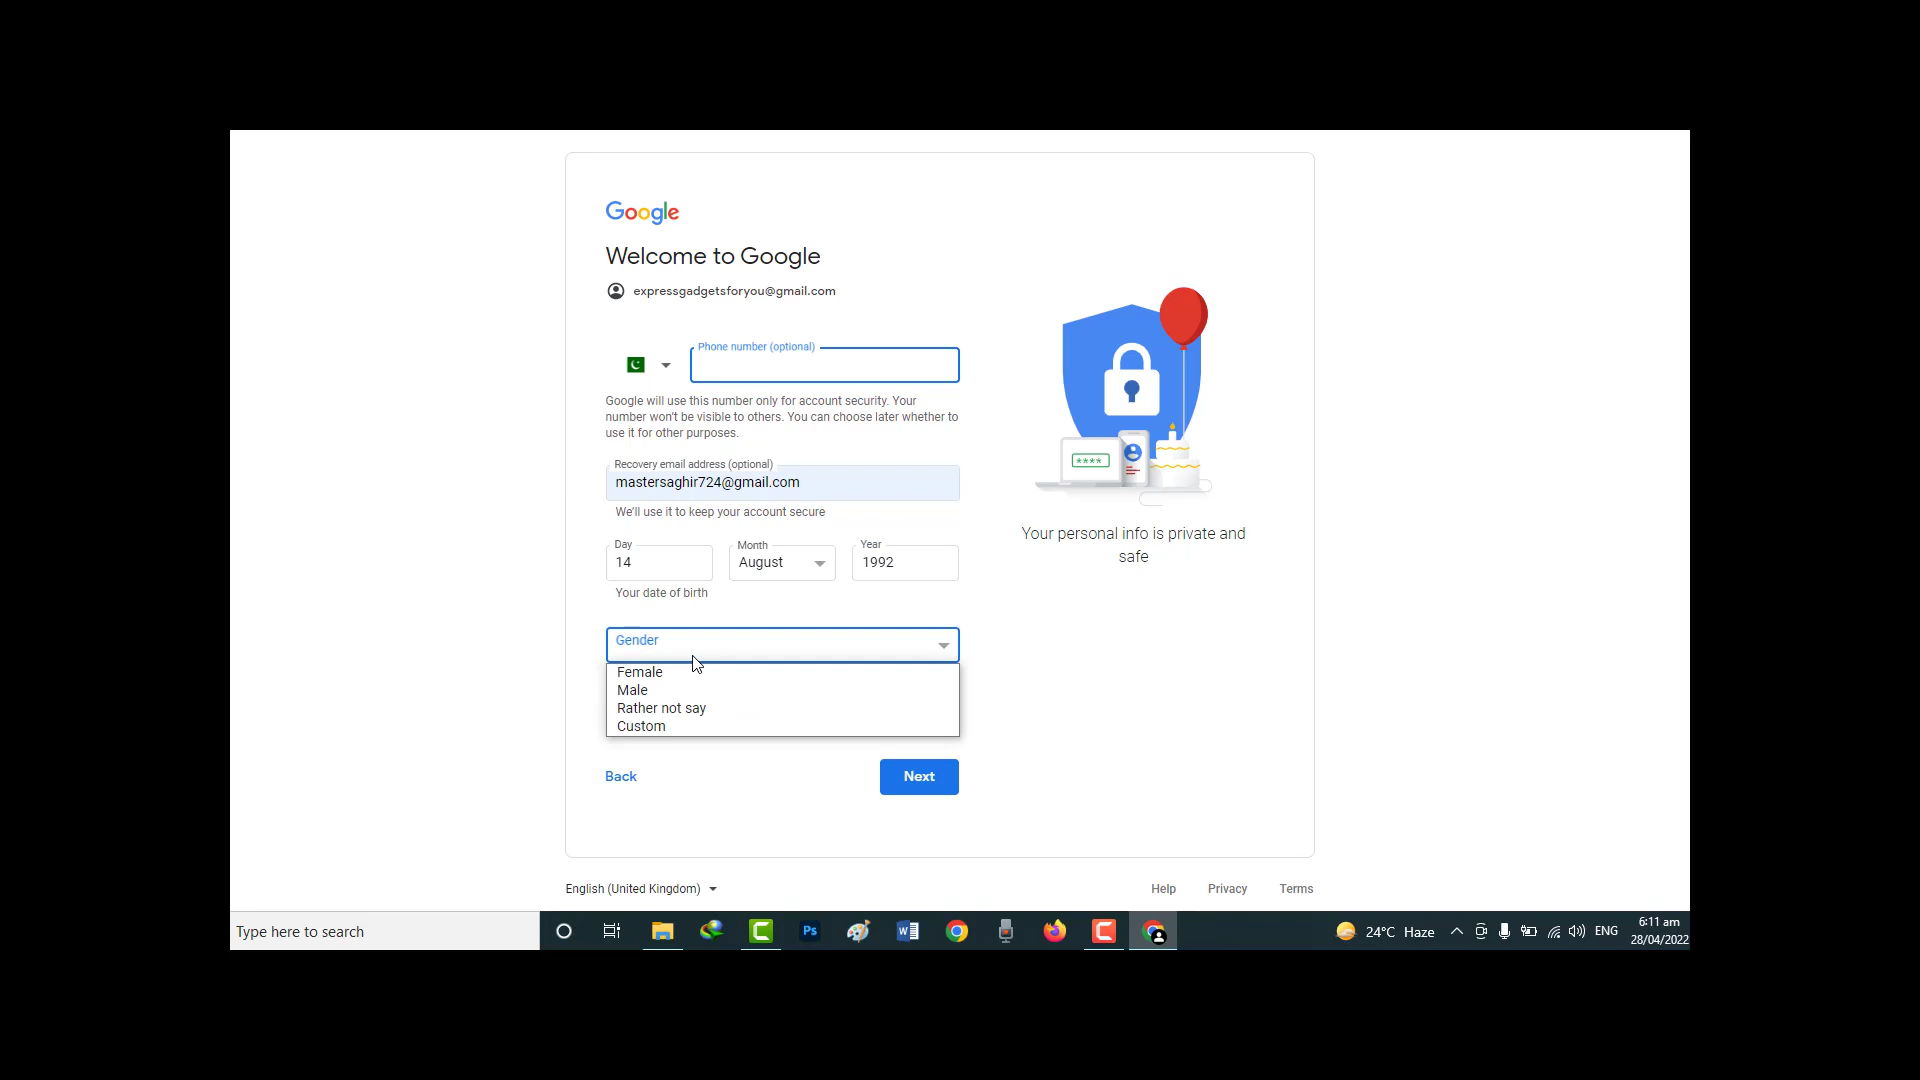 Google
Welcome to Google
expressgadgetsforyou@gmail.com
Phone number (optional)
Google will use this number only for account security. Your
number won't be visible to others. You can choose later whether to
use it for other purposes.
Recovery email address (optional)
mastersaghir724@gmail.com
We'll use it to keep your account secure
Day
Month
Year
14
August
1992
Your date of birth
Gender
Female
Male
Rather not say
Custom
Back
Next
****
Your personal info is private and
safe
English (United Kingdom)
Help
Privacy
Terms
Type here to search
Ps
W
24°C Haze
ENG
6:11 am
28/04/2022